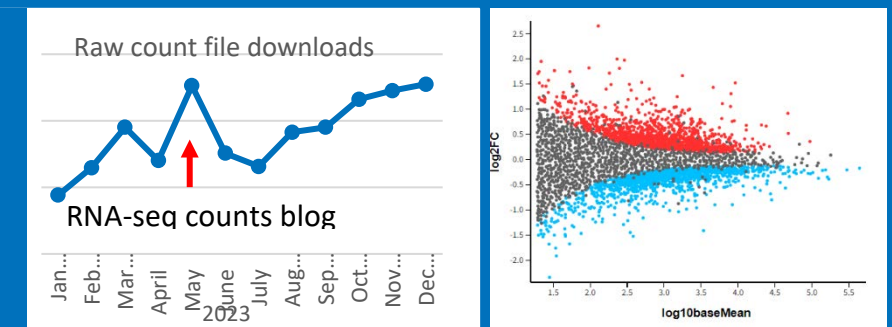 Raw count file downloads
RNA-seq counts blog
Jan...
Feb...
Mar...
April
May
June
July
Aug...
Sep...
Oct...
Nov...
Dec...
2023
log2FC
2.5
2.0
1.5
1.0
0.5
0.0
-0.5
-1.0
-1.5
-2.0
1.5
2.0
2.5
3.0
3.5
4.0
4.5
5.0
5.5
log10baseMean